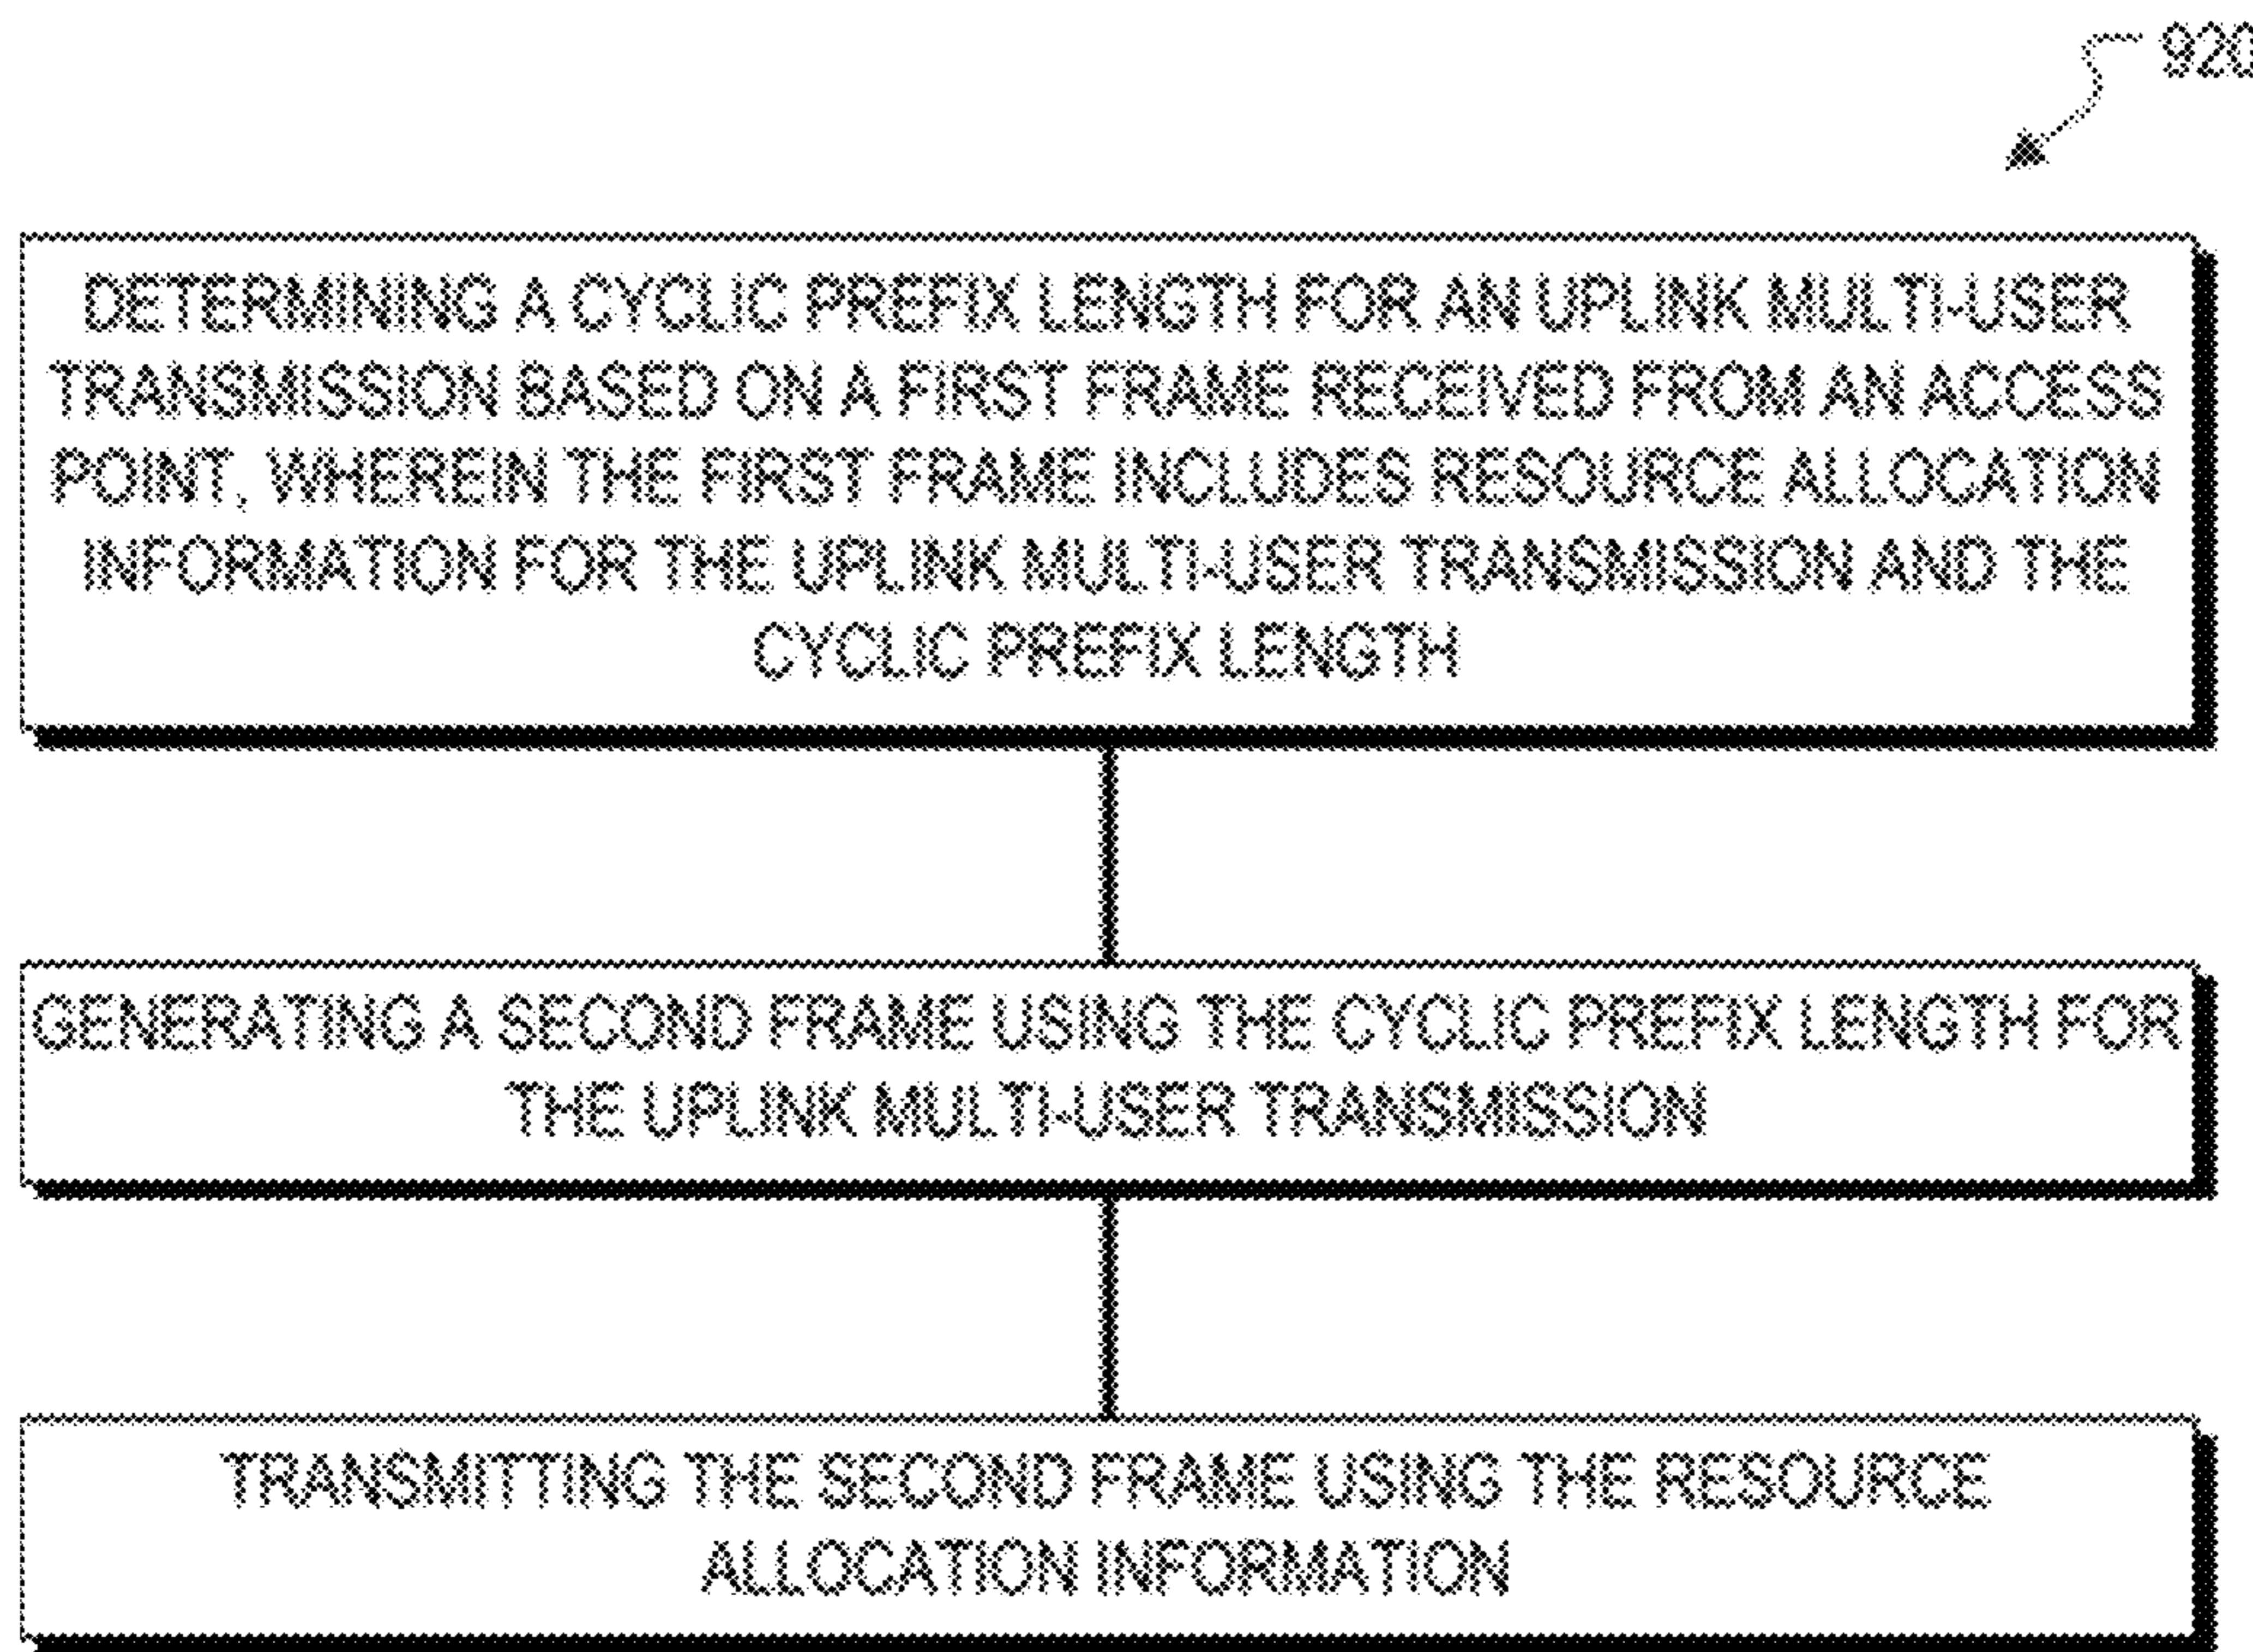 920
DETERMINING A CYCLIC PREFIX LENGTH FOR AN UPLINK MULTI-USER
TRANSMISSION BASED ON A FIRST FRAME RECEIVED FROM AN ACCESS
POINT, WHEREIN THE FIRST FRAME INCLUDES RESOURCE ALLOCATION
INFORMATION FOR THE UPLINK MULTI-USER TRANSMISSION AND THE
CYCLIC PREFIX LENGTH
GENERATING A SECOND FRAME USING THE CYCLIC PREFIX LENGTH FOR
THE UPLINK MULTI-USER TRANSMISSION
TRANSMITTING THE SECOND FRAME USING THE RESOURCE
ALLOCATION INFORMATION